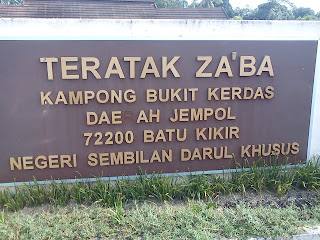 TERATAK ZA'BA
KAMPONG BUKIT KERDAS
DAE AH JEMPOL
72200 BATU KIKIR
NEGERI SEMBILAN DARUL KHUSUS